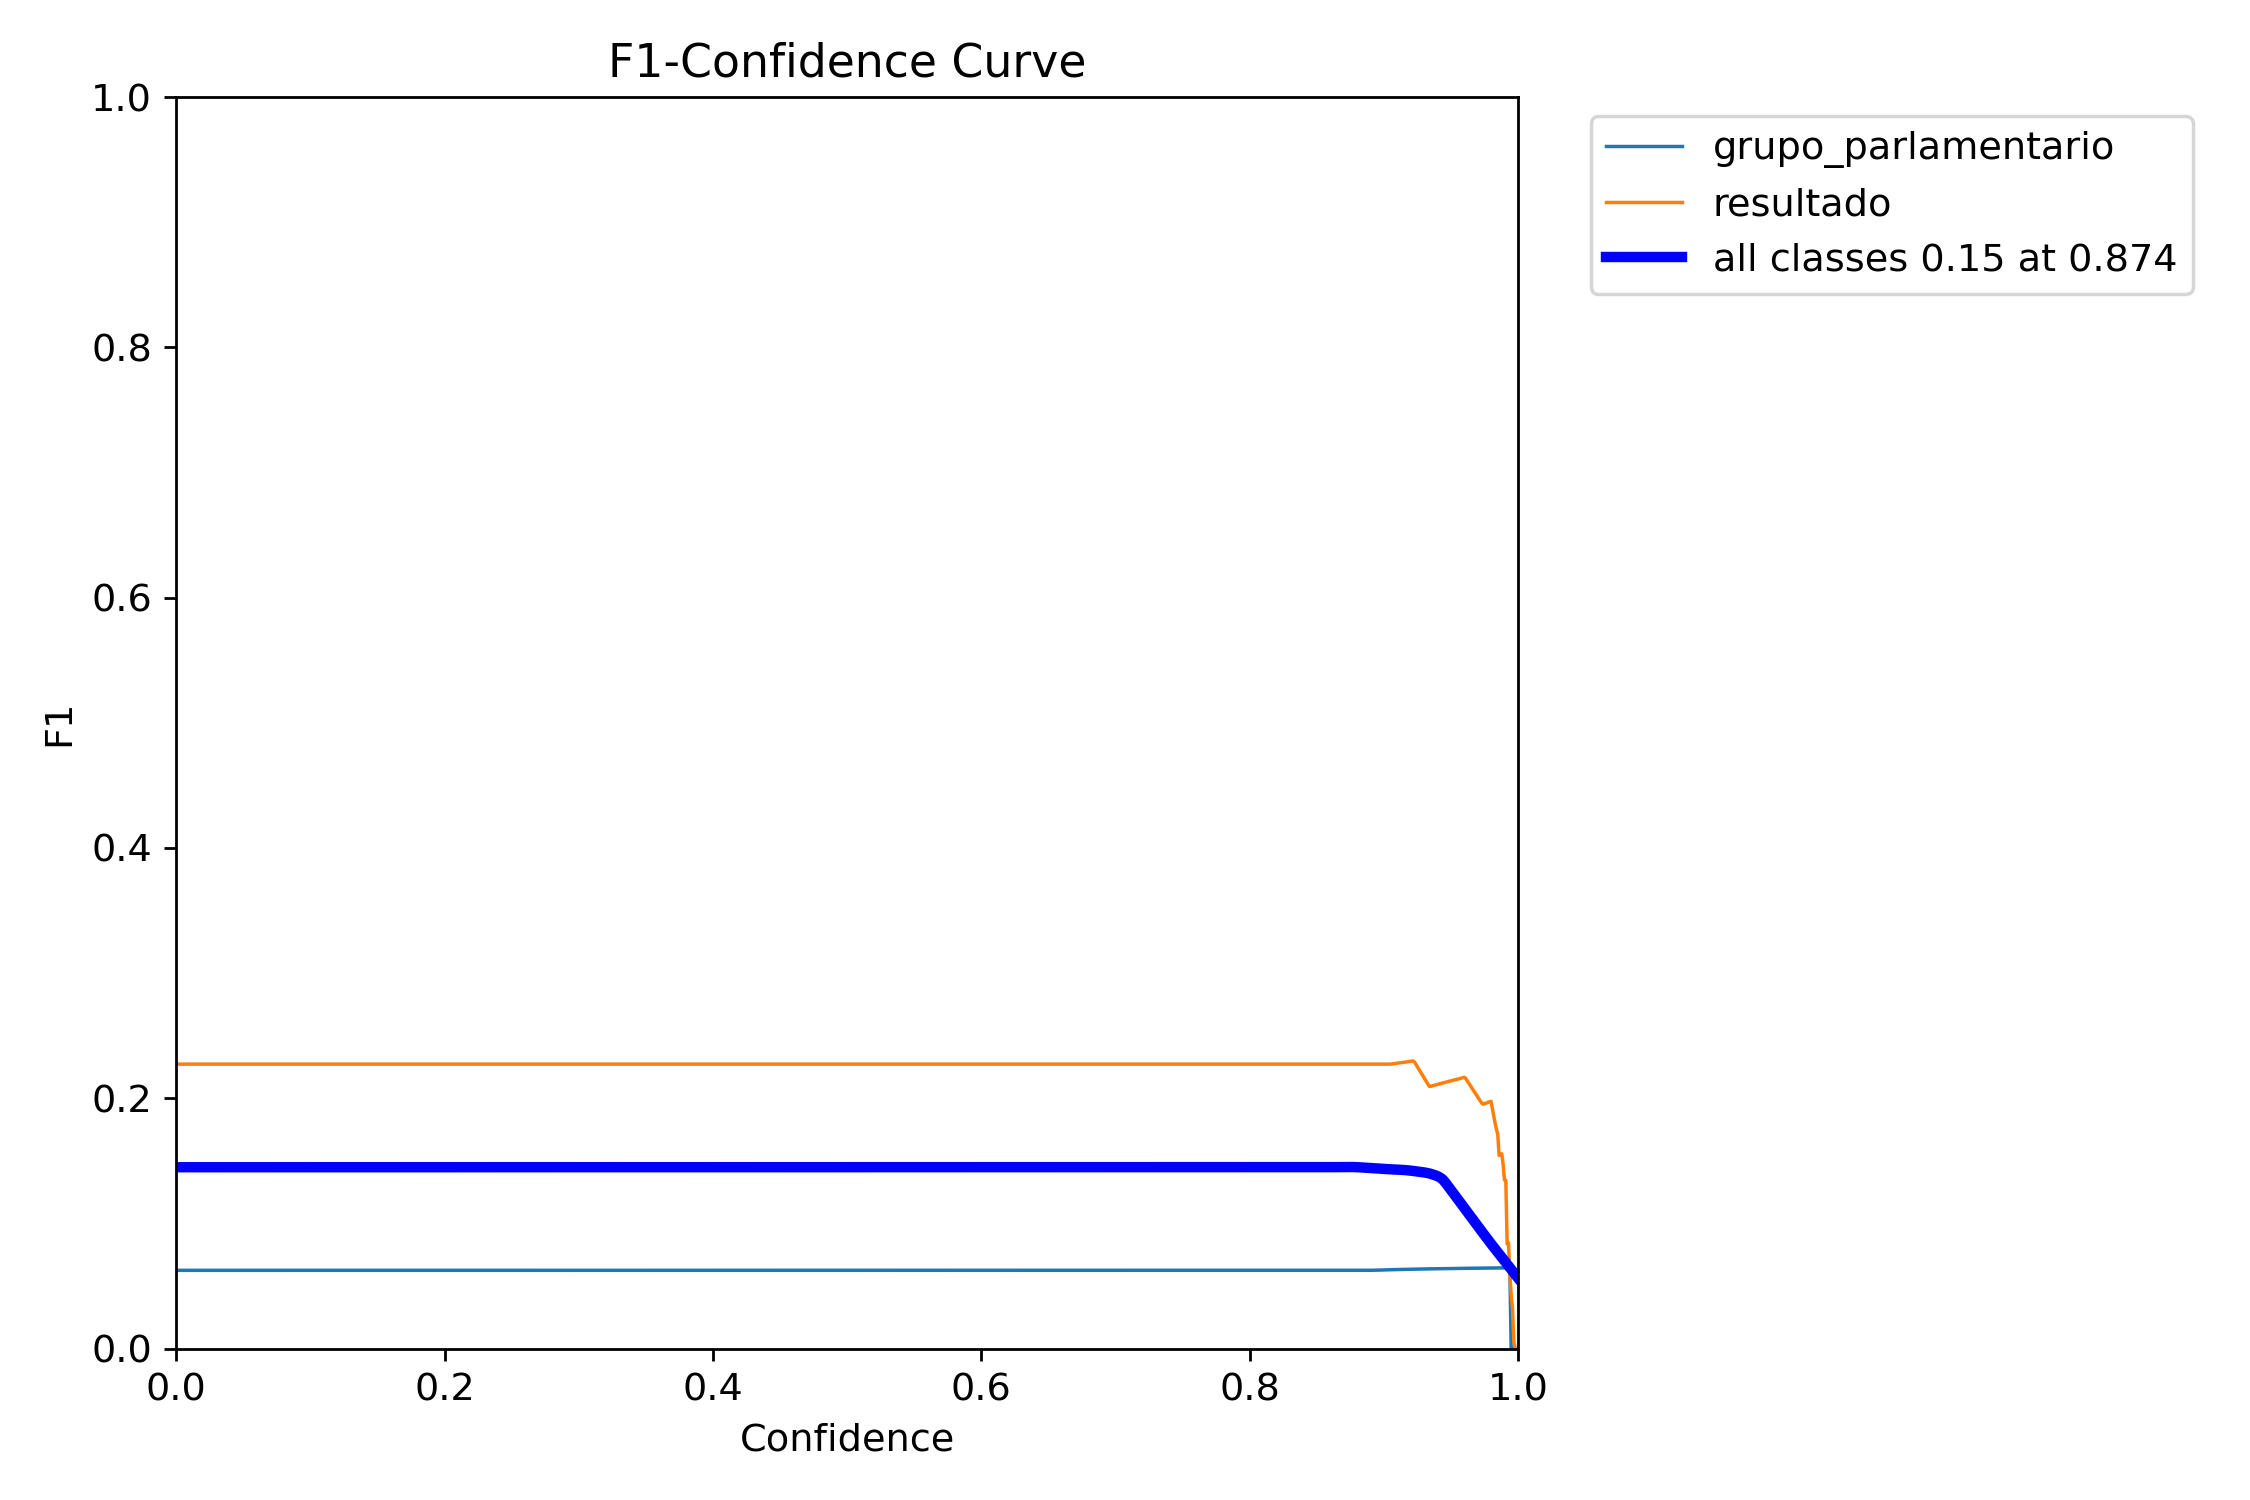 F1-Confidence Curve
1.0
0.8
0.6
0.4
0.2
0.0
F1
0.0 0.2 0.4 0.6 0.8 1.0
Confidence
grupo_parlamentario
resultado
all classes 0.15 at 0.874